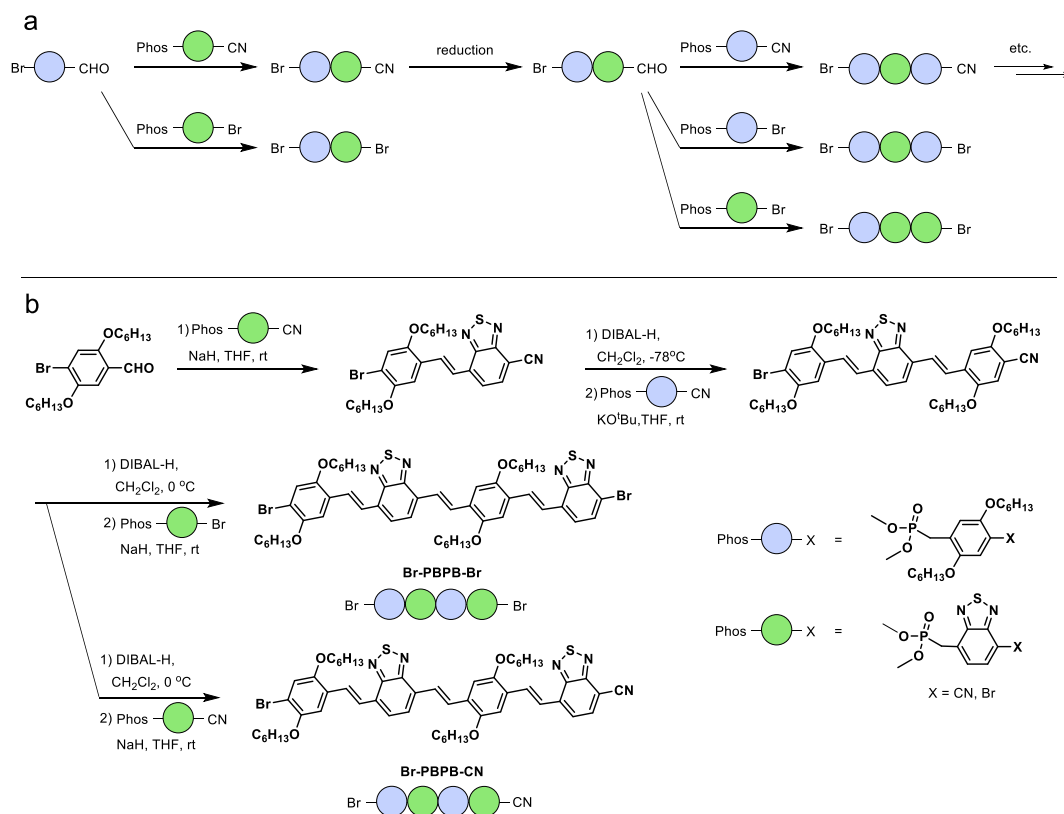 a
Br CHO
Phos CN
Br CN
reduction
Br CHO
Phos CN
Br CN
etc.
Phos Br
Br Br
Phos Br
Br Br
Phos Br
Br Br
b
OC6H13
Br CHO
C6H13O
1) Phos CN
NaH, THF, rt
OC6H13 N S N
Br CN
C6H13O
1) DIBAL-H,
CH2Cl2, -78°C
2) Phos CN
KOtBu,THF, rt
OC6H13 N S N OC6H13
Br CN
C6H13O C6H13O
1) DIBAL-H,
CH2Cl2, 0 °C
2) Phos Br
NaH, THF, rt
OC6H13 N S N OC6H13 N S N
Br Br
C6H13O C6H13O
Br-PBPB-Br
Br Br
1) DIBAL-H,
CH2Cl2, 0 °C
2) Phos CN
NaH, THF, rt
OC6H13 N S N OC6H13 N S N
Br CN
C6H13O C6H13O
Br-PBPB-CN
Br CN
Phos X = O O P O OC6H13 X C6H13O
Phos X = O O P O N S N X
X = CN, Br